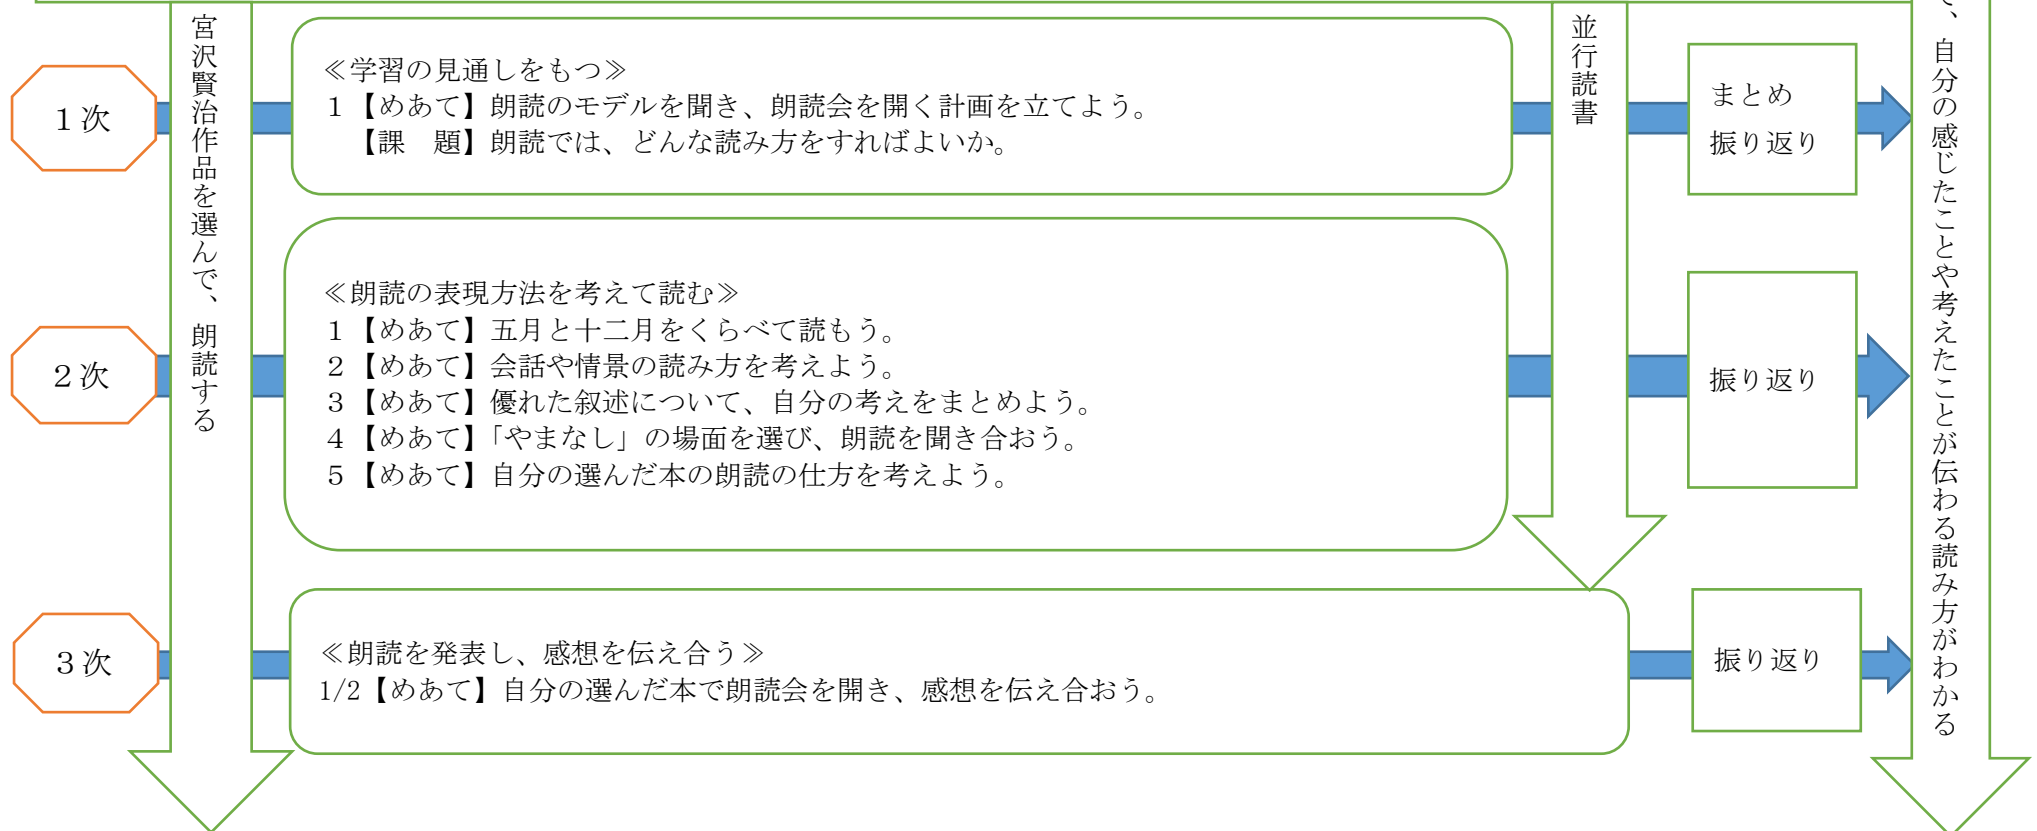 宮沢賢治作品を選んで、朗読する
１次
≪学習の見通しをもつ≫
１【めあて】朗読のモデルを聞き、朗読会を開く計画を立てよう。
【課　題】朗読では、どんな読み方をすればよいか。
並行読書
まとめ
振り返り
２次
≪朗読の表現方法を考えて読む≫
１【めあて】五月と十二月をくらべて読もう。
２【めあて】会話や情景の読み方を考えよう。
３【めあて】優れた叙述について、自分の考えをまとめよう。
４【めあて】「やまなし」の場面を選び、朗読を聞き合おう。
５【めあて】自分の選んだ本の朗読の仕方を考えよう。
振り返り
３次
≪朗読を発表し、感想を伝え合う≫
1/2【めあて】自分の選んだ本で朗読会を開き、感想を伝え合おう。
振り返り
、自分の感じたことや考えたことが伝わる読み方がわかる